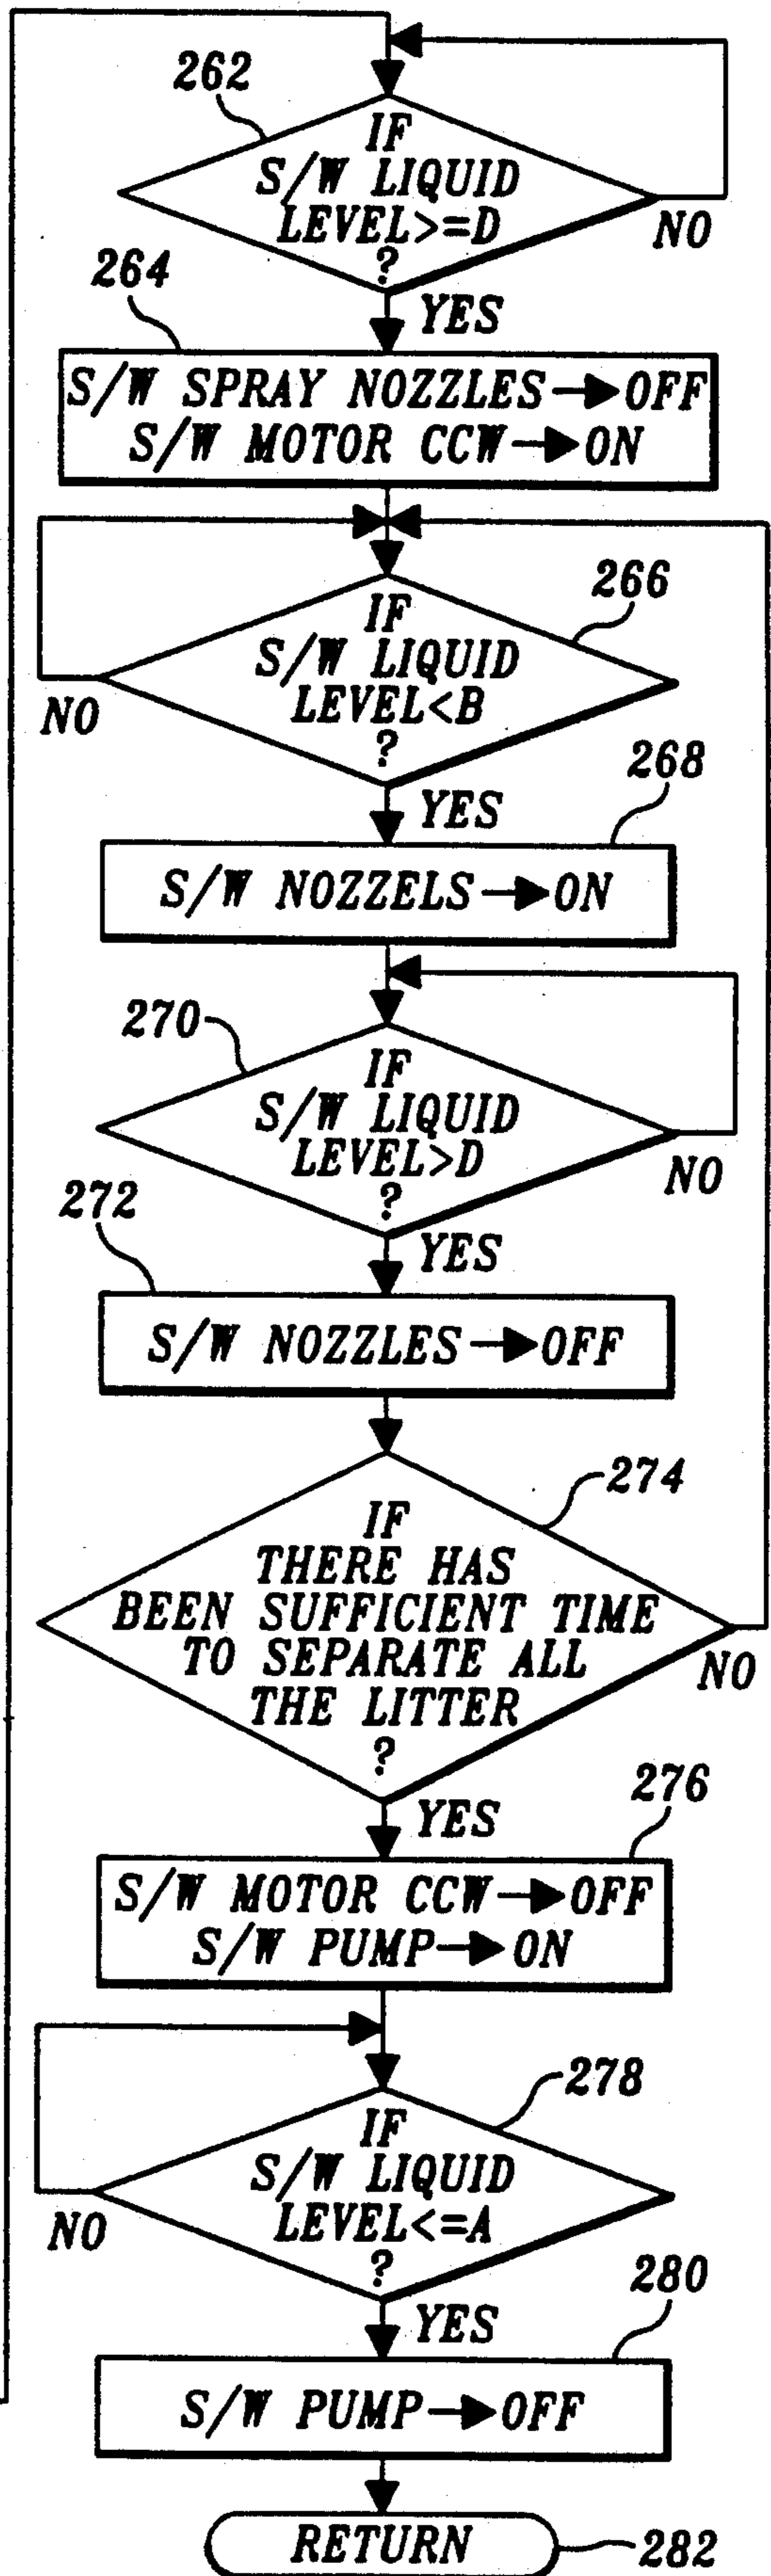 262
IF
S/W LIQUID
LEVEL>=D
?
NO
264
YES
S/W SPRAY NOZZLES→OFF
S/W MOTOR CCW→ON
266
IF
S/W LIQUID
LEVEL<B
?
NO
268
YES
S/W NOZZELS→ON
270
IF
S/W LIQUID
LEVEL>D
?
NO
272
YES
S/W NOZZLES→OFF
274
IF
THERE HAS
BEEN SUFFICIENT TIME
TO SEPARATE ALL
THE LITTER
?
NO
276
YES
S/W MOTOR CCW→OFF
S/W PUMP→ON
278
IF
S/W LIQUID
LEVEL<=A
?
NO
280
YES
S/W PUMP→OFF
RETURN
282